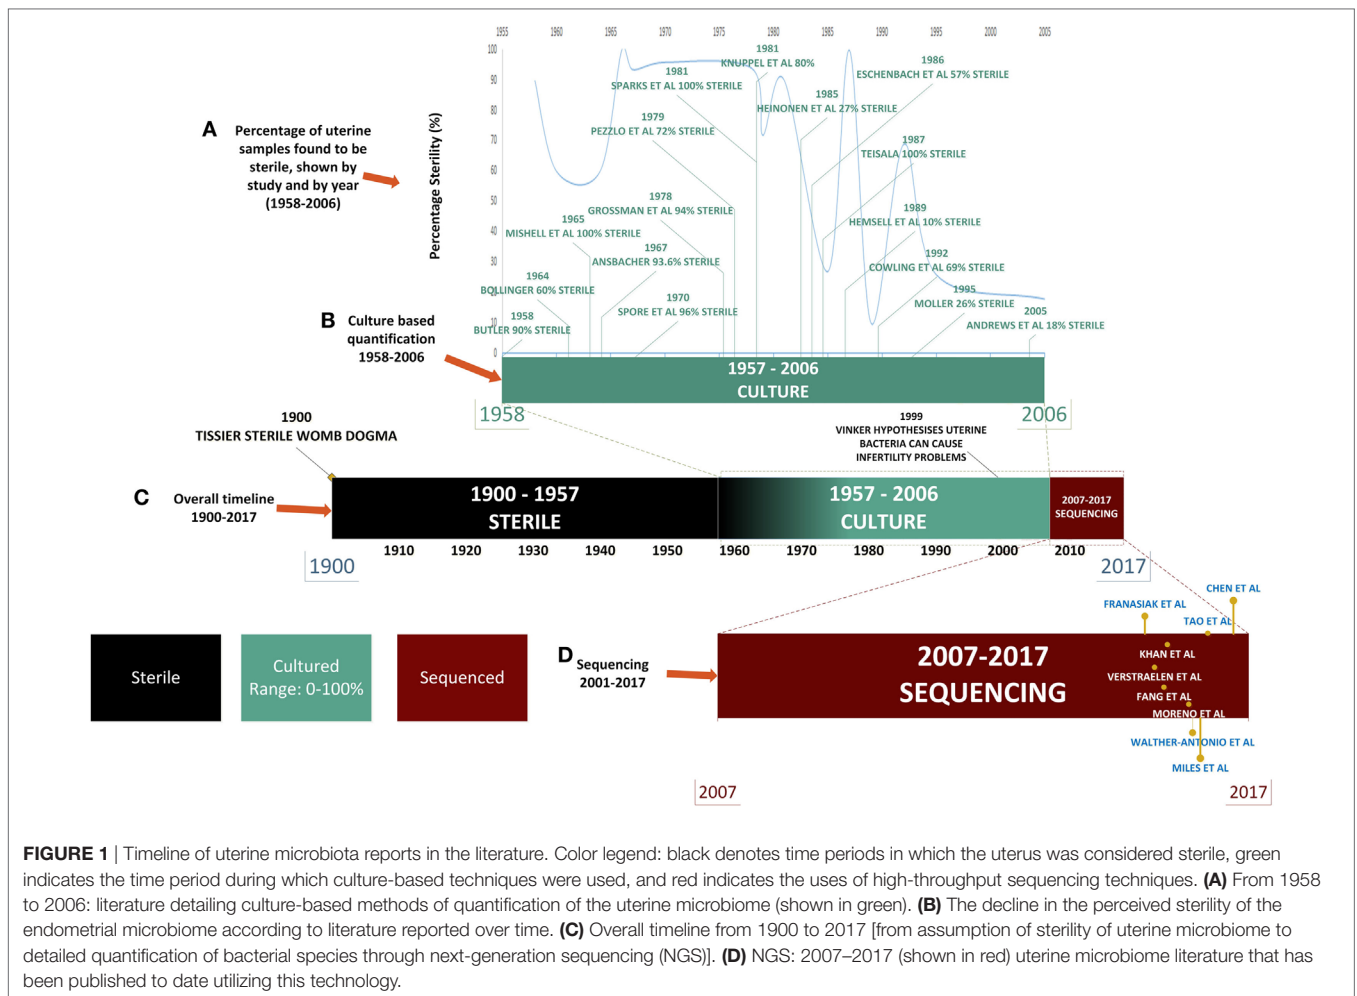 1955 1960 1965 1970 1975 1980 1985 1990 1995 2000 2005
100
90
80
70
60
50
40
30
20
10
0
Percentage Sterility (%)
A
Percentage of uterine
samples found to be
sterile, shown by
study and by year
(1958-2006)
1981
KNUPPEL ET AL 80%
1986
ESCHENBACH ET AL 57% STERILE
1981
SPARKS ET AL 100% STERILE
1985
HEINONEN ET AL 27% STERILE
1979
PEZZLO ET AL 72% STERILE
1987
TEISALA 100% STERILE
1978
GROSSMAN ET AL 94% STERILE
1989
HEMSELL ET AL 10% STERILE
1965
MISHELL ET AL 100% STERILE
1967
ANSBACHER 93.6% STERILE
1992
COWLING ET AL 69% STERILE
1964
BOLLINGER 60% STERILE
1970
SPORE ET AL 96% STERILE
1995
MOLLER 26% STERILE
1958
BUTLER 90% STERILE
2005
ANDREWS ET AL 18% STERILE
B
Culture based
quantification
1958-2006
1957 - 2006
CULTURE
1958
2006
1900
TISSIER STERILE WOMB DOGMA
1999
VINKER HYPOTHESISES UTERINE
BACTERIA CAN CAUSE
INFERTILITY PROBLEMS
C
Overall timeline
1900-2017
1900 - 1957
STERILE
1957 - 2006
CULTURE
2007-2017
SEQUENCING
1910 1920 1930 1940 1950 1960 1970 1980 1990 2000 2010
1900
2017
Sterile
Cultured
Range: 0-100%
Sequenced
D
Sequencing
2001-2017
2007-2017
SEQUENCING
CHEN ET AL
FRANASIAK ET AL
TAO ET AL
KHAN ET AL
VERSTRAELEN ET AL
FANG ET AL
MORENO ET AL
WALTHER-ANTONIO ET AL
MILES ET AL
2007
2017
FIGURE 1 | Timeline of uterine microbiota reports in the literature. Color legend: black denotes time periods in which the uterus was considered sterile, green
indicates the time period during which culture-based techniques were used, and red indicates the uses of high-throughput sequencing techniques. (A) From 1958
to 2006: literature detailing culture-based methods of quantification of the uterine microbiome (shown in green). (B) The decline in the perceived sterility of the
endometrial microbiome according to literature reported over time. (C) Overall timeline from 1900 to 2017 [from assumption of sterility of uterine microbiome to
detailed quantification of bacterial species through next-generation sequencing (NGS)]. (D) NGS: 2007–2017 (shown in red) uterine microbiome literature that has
been published to date utilizing this technology.